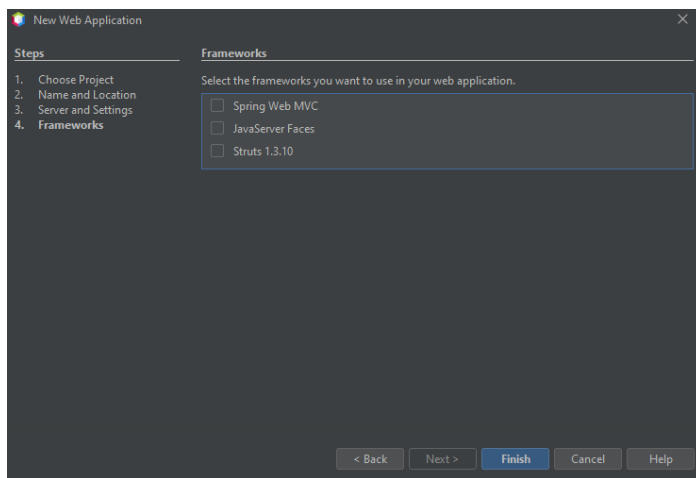 New Web Application
Steps
1. Choose Project
2. Name and Location
3. Server and Settings
4. Frameworks
Frameworks
Select the frameworks you want to use in your web application.
Spring Web MVC
JavaServer Faces
Struts 1.3.10
< Back Next > Finish Cancel Help